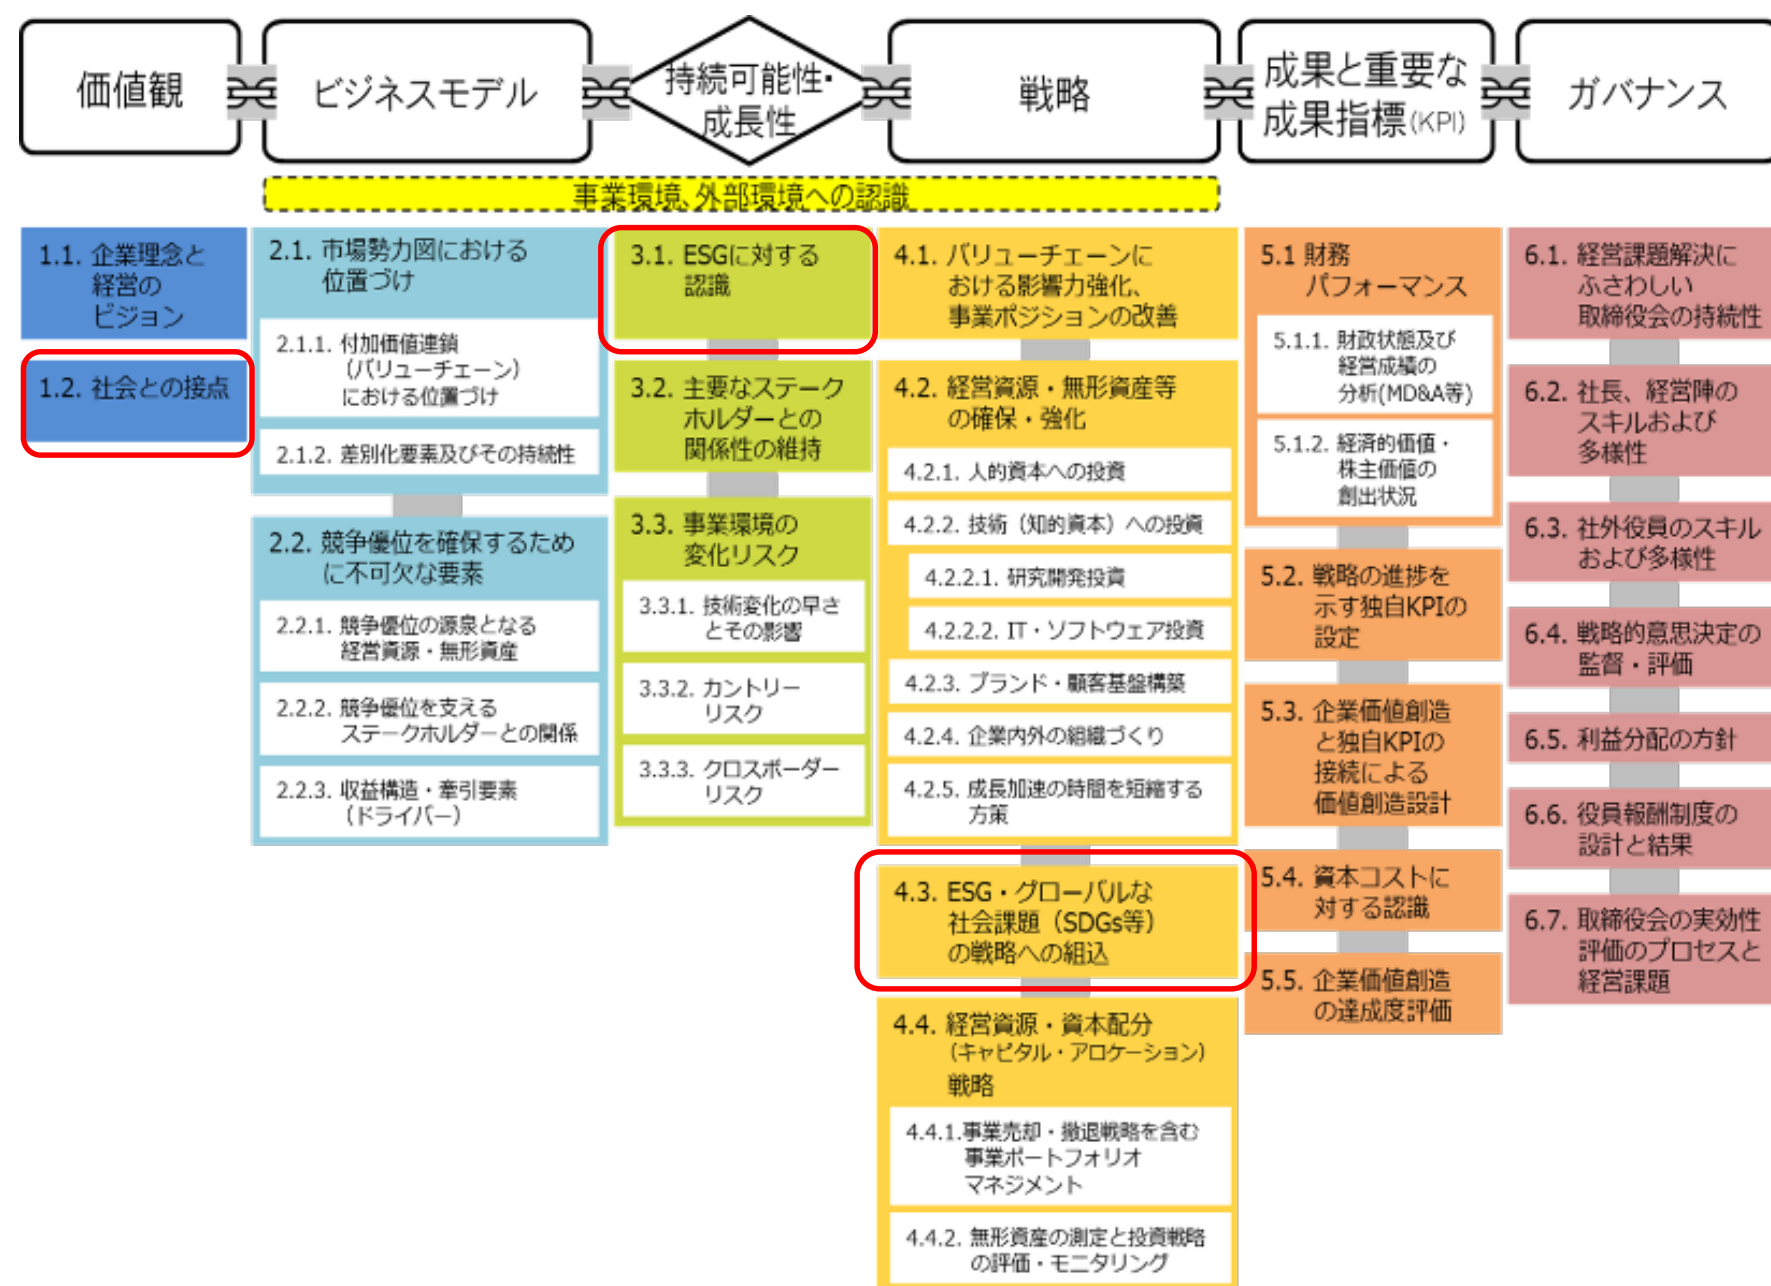 価値観
ビジネスモデル
持続可能性・
成長性
戦略
成果と重要な
成果指標(KPI)
ガバナンス
事業環境、外部環境への認識
1.1. 企業理念と
経営の
ビジョン
1.2. 社会との接点
2.1. 市場勢力図における
位置づけ
2.1.1. 付加価値連鎖
（バリューチェーン）
における位置づけ
2.1.2. 差別化要素及びその持続性
2.2. 競争優位を確保するため
に不可欠な要素
2.2.1. 競争優位の源泉となる
経営資源・無形資産
2.2.2. 競争優位を支える
ステークホルダーとの関係
2.2.3. 収益構造・牽引要素
（ドライバー）
3.1. ESGに対する
認識
3.2. 主要なステーク
ホルダーとの
関係性の維持
3.3. 事業環境の
変化リスク
3.3.1. 技術変化の早さ
とその影響
3.3.2. カントリー
リスク
3.3.3. クロスボーダー
リスク
4.1. バリューチェーンに
おける影響力強化、
事業ポジションの改善
4.2. 経営資源・無形資産等
の確保・強化
4.2.1. 人的資本への投資
4.2.2. 技術（知的資本）への投資
4.2.2.1. 研究開発投資
4.2.2.2. IT・ソフトウェア投資
4.2.3. ブランド・顧客基盤構築
4.2.4. 企業内外の組織づくり
4.2.5. 成長加速の時間を短縮する
方策
4.3. ESG・グローバルな
社会課題（SDGs等）
の戦略への組込
4.4. 経営資源・資本配分
（キャピタル・アロケーション）
戦略
4.4.1.事業売却・撤退戦略を含む
事業ポートフォリオ
マネジメント
4.4.2. 無形資産の測定と投資戦略
の評価・モニタリング
5.1 財務
パフォーマンス
5.1.1. 財政状態及び
経営成績の
分析(MD&A等)
5.1.2. 経済的価値・
株主価値の
創出状況
5.2. 戦略の進捗を
示す独自KPIの
設定
5.3. 企業価値創造
と独自KPIの
接続による
価値創造設計
5.4. 資本コストに
対する認識
5.5. 企業価値創造
の達成度評価
6.1. 経営課題解決に
ふさわしい
取締役会の持続性
6.2. 社長、経営陣の
スキルおよび
多様性
6.3. 社外役員のスキル
および多様性
6.4. 戦略的意思決定の
監督・評価
6.5. 利益分配の方針
6.6. 役員報酬制度の
設計と結果
6.7. 取締役会の実効性
評価のプロセスと
経営課題